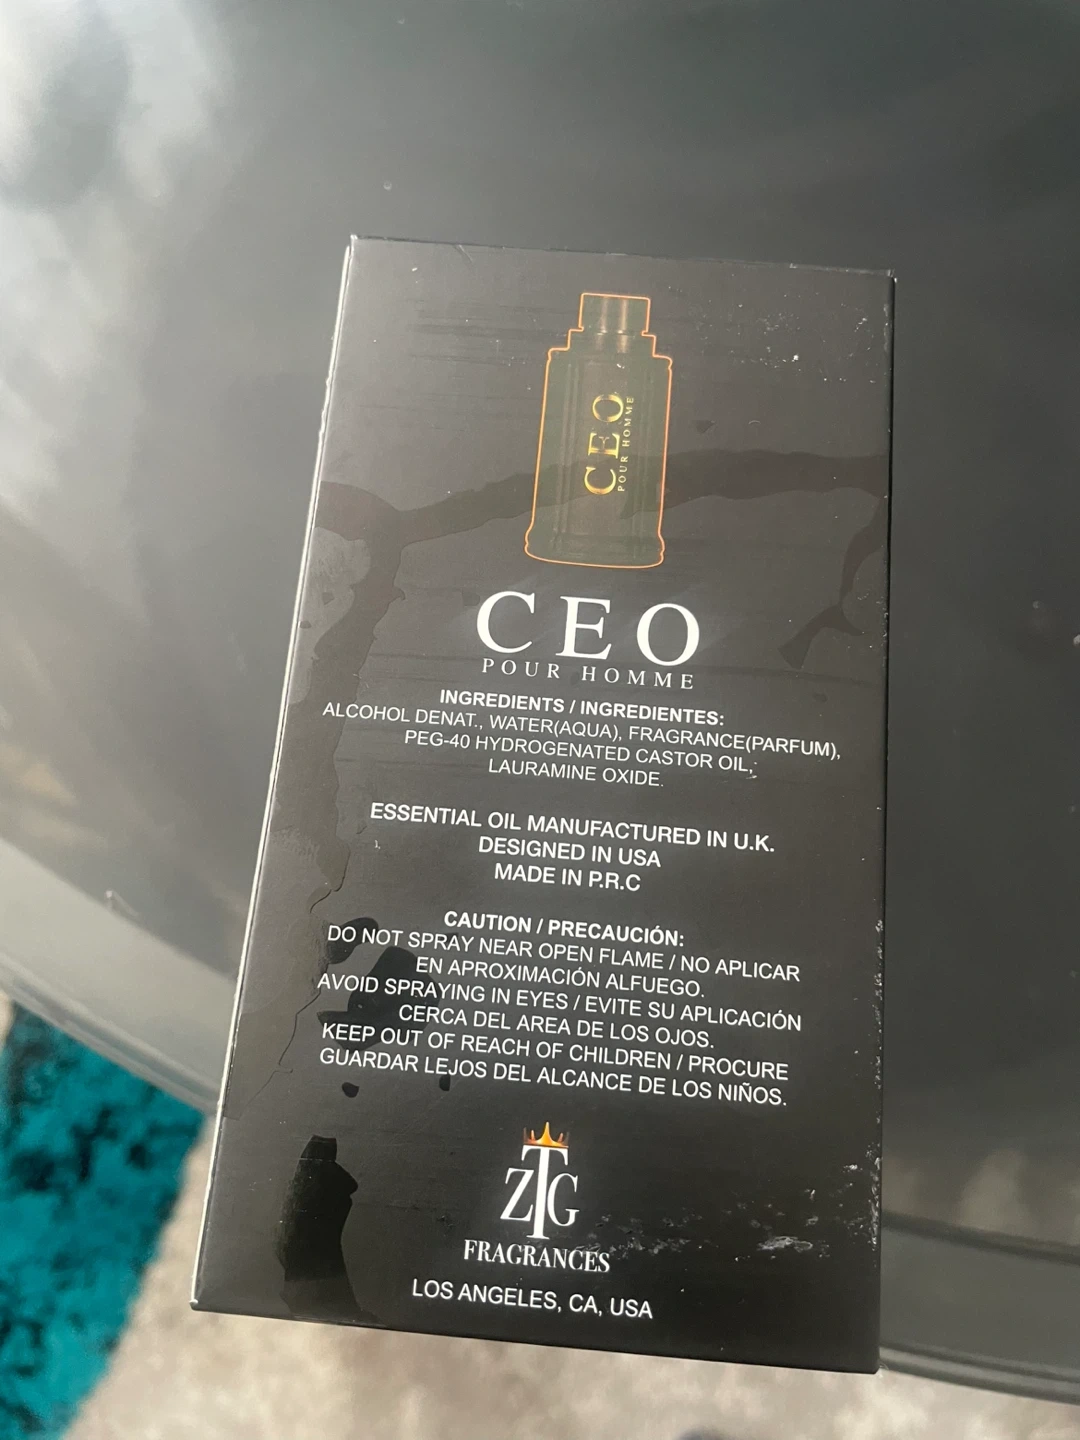 CEO
POUR HOMME
CEO
POUR HOMME
INGREDIENTS / INGREDIENTES:
ALCOHOL DENAT., WATER(AQUA), FRAGRANCE(PARFUM),
PEG-40 HYDROGENATED CASTOR OIL,
LAURAMINE OXIDE.
ESSENTIAL OIL MANUFACTURED IN U.K.
DESIGNED IN USA
MADE IN P.R.C
CAUTION / PRECAUCIÓN:
DO NOT SPRAY NEAR OPEN FLAME / NO APLICAR
EN APROXIMACIÓN ALFUEGO.
AVOID SPRAYING IN EYES / EVITE SU APLICACIÓN
CERCA DEL AREA DE LOS OJOS.
KEEP OUT OF REACH OF CHILDREN / PROCURE
GUARDAR LEJOS DEL ALCANCE DE LOS NIÑOS.
ZTG
FRAGRANCES
LOS ANGELES, CA, USA